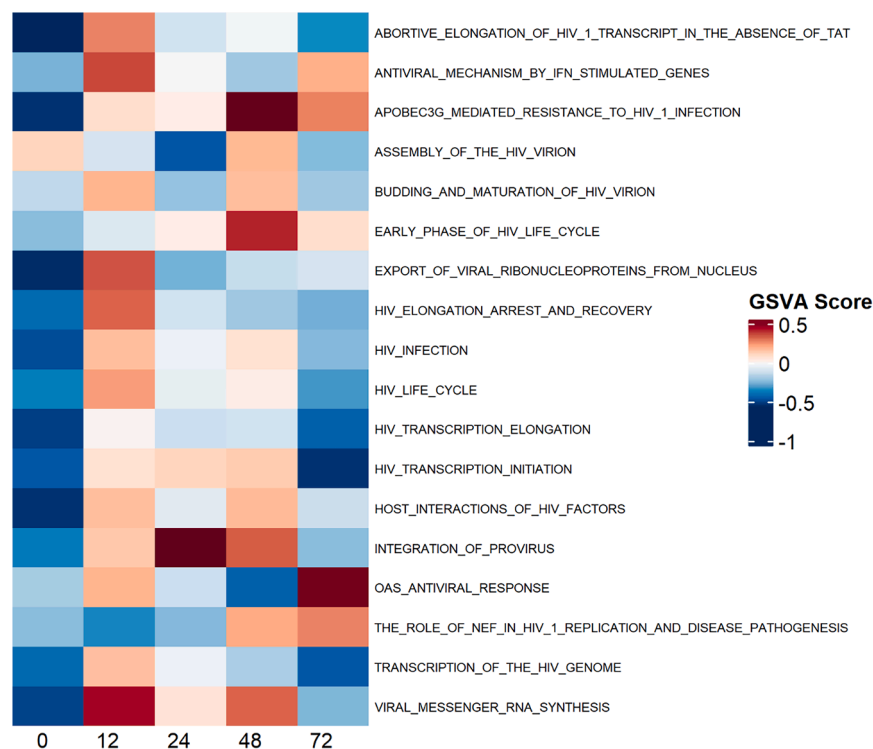 ABORTIVE_ELONGATION_OF_HIV_1_TRANSCRIPT_IN_THE_ABSENCE_OF_TAT
ANTIVIRAL_MECHANISM_BY_IFN_STIMULATED_GENES
APOBEC3G_MEDIATED_RESISTANCE_TO_HIV_1_INFECTION
ASSEMBLY_OF_THE_HIV_VIRION
BUDDING_AND_MATURATION_OF_HIV_VIRION
EARLY_PHASE_OF_HIV_LIFE_CYCLE
EXPORT_OF_VIRAL_RIBONUCLEOPROTEINS_FROM_NUCLEUS
HIV_ELONGATION_ARREST_AND_RECOVERY
HIV_INFECTION
HIV_LIFE_CYCLE
HIV_TRANSCRIPTION_ELONGATION
HIV_TRANSCRIPTION_INITIATION
HOST_INTERACTIONS_OF_HIV_FACTORS
INTEGRATION_OF_PROVIRUS
OAS_ANTIVIRAL_RESPONSE
THE_ROLE_OF_NEF_IN_HIV_1_REPLICATION_AND_DISEASE_PATHOGENESIS
TRANSCRIPTION_OF_THE_HIV_GENOME
VIRAL_MESSENGER_RNA_SYNTHESIS
0 12 24 48 72
GSVA Score
0.5
0
-0.5
-1